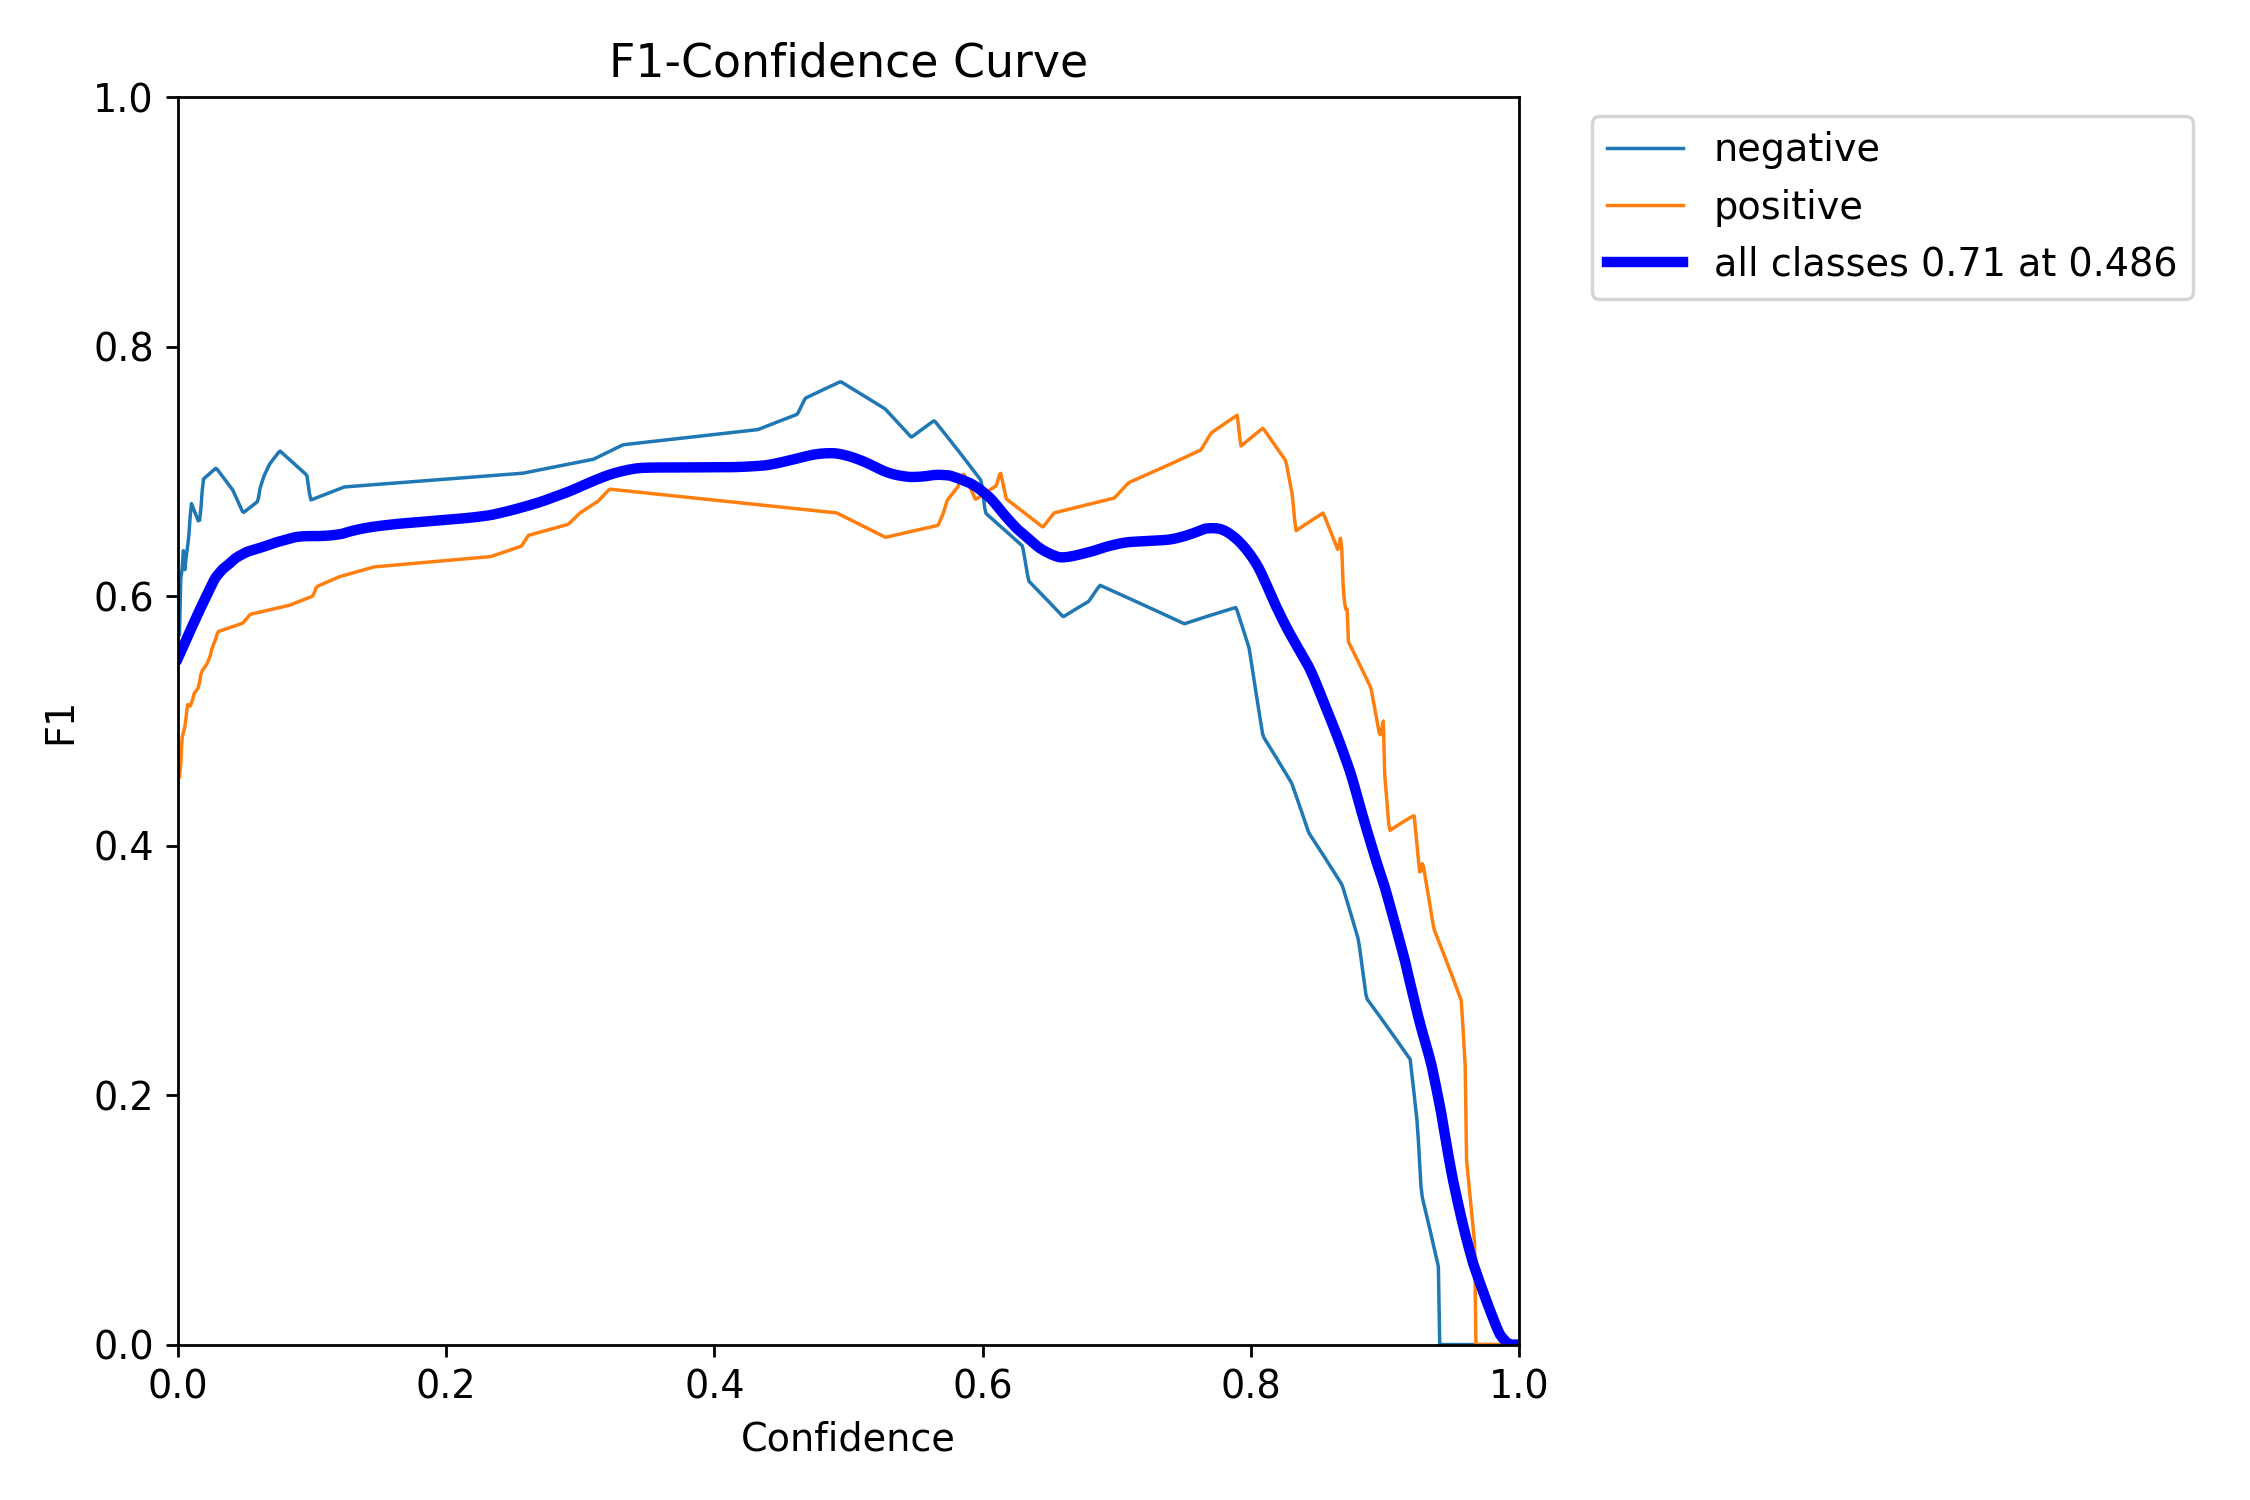 F1-Confidence Curve
1.0
0.8
0.6
0.4
0.2
0.0
F1
0.0 0.2 0.4 0.6 0.8 1.0
Confidence
negative
positive
all classes 0.71 at 0.486